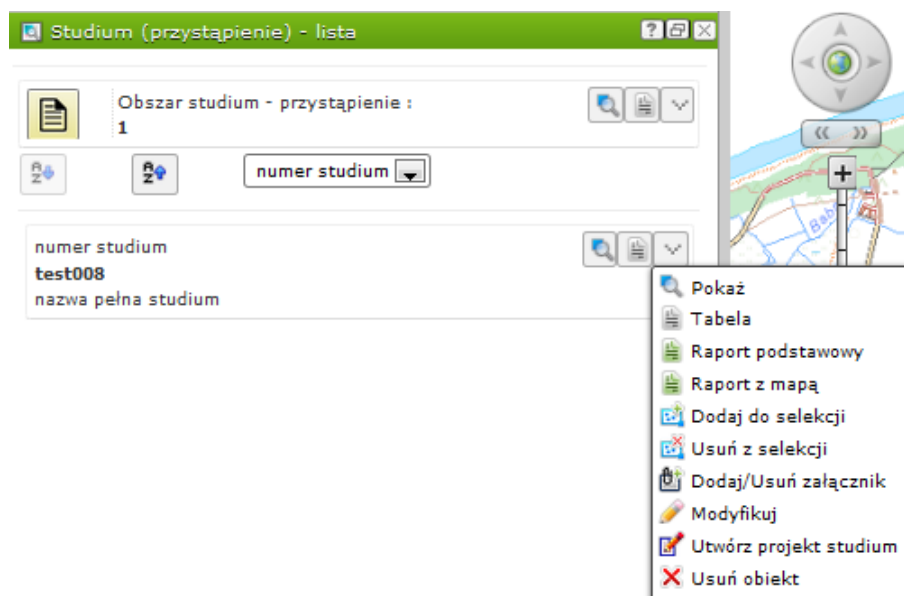 Studium (przystąpienie) - lista
Obszar studium - przystąpienie :
1
numer studium
numer studium
test008
nazwa pełna studium
Pokaż
Tabela
Raport podstawowy
Raport z mapą
Dodaj do selekcji
Usuń z selekcji
Dodaj/Usuń załącznik
Modyfikuj
Utwórz projekt studium
Usuń obiekt